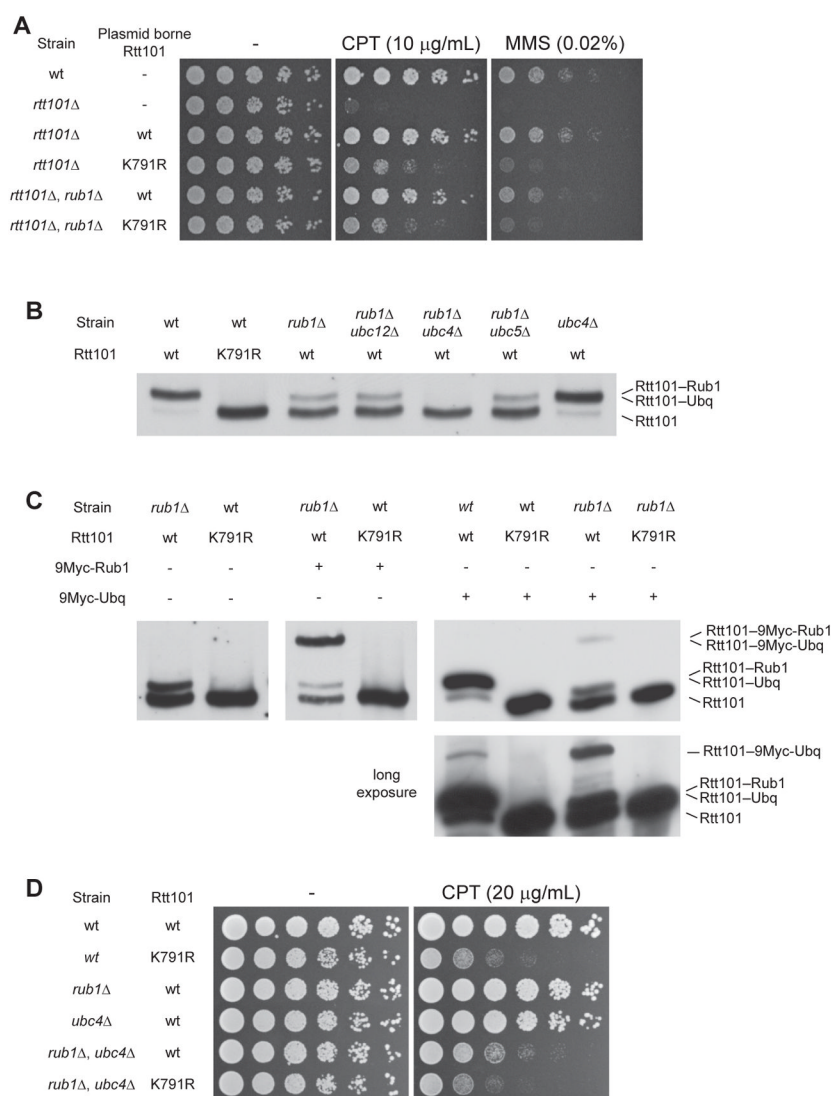 A
Strain Plasmid borne Rtt101 - CPT (10 μg/mL) MMS (0.02%)
wt -
rtt101Δ -
rtt101Δ wt
rtt101Δ K791R
rtt101Δ, rub1Δ wt
rtt101Δ, rub1Δ K791R
B
Strain wt wt rub1Δ rub1Δ ubc12Δ rub1Δ ubc4Δ rub1Δ ubc5Δ ubc4Δ
Rtt101 wt K791R wt wt wt wt wt
Rtt101–Rub1
Rtt101–Ubq
Rtt101
C
Strain rub1Δ wt rub1Δ wt wt wt rub1Δ rub1Δ
Rtt101 wt K791R wt K791R wt K791R wt K791R
9Myc-Rub1 - - + + - - - -
9Myc-Ubq - - - - + + + +
Rtt101–9Myc-Rub1
Rtt101–9Myc-Ubq
Rtt101–Rub1
Rtt101–Ubq
Rtt101
long exposure
Rtt101–9Myc-Ubq
Rtt101–Rub1
Rtt101–Ubq
Rtt101
D
Strain Rtt101 - CPT (20 μg/mL)
wt wt
wt K791R
rub1Δ wt
ubc4Δ wt
rub1Δ, ubc4Δ wt
rub1Δ, ubc4Δ K791R